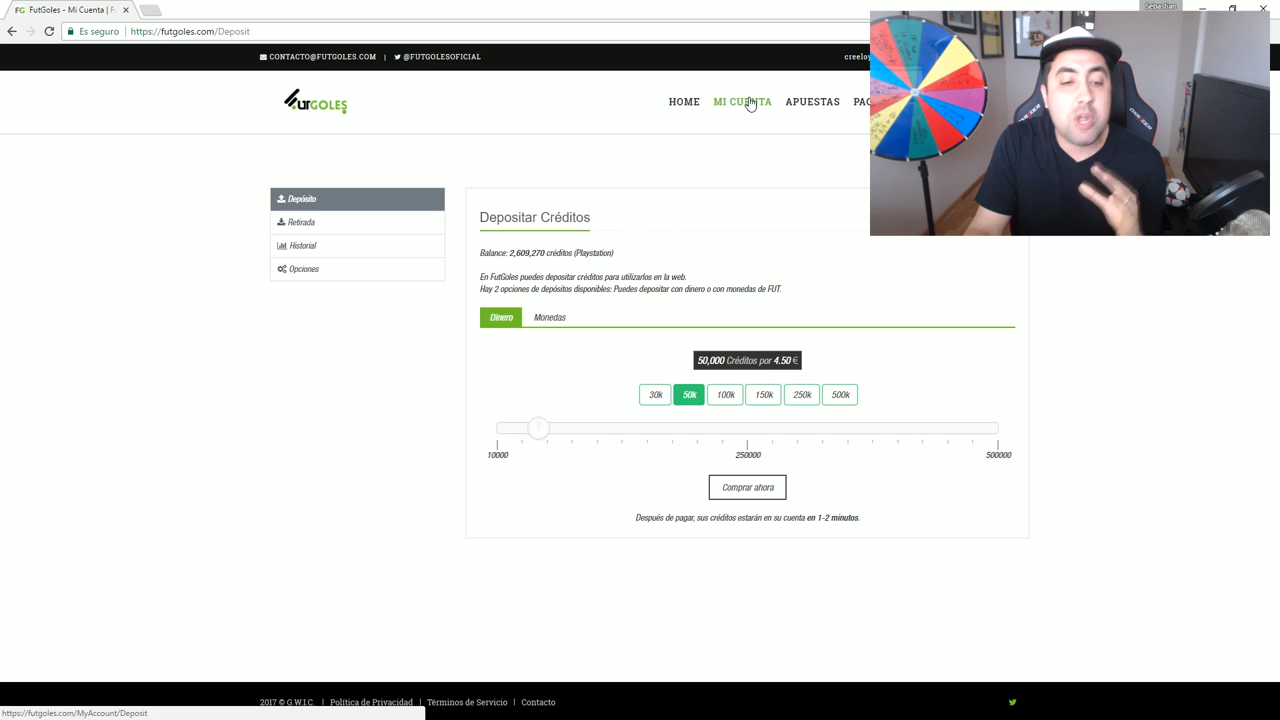 FutGoles - Mi Cuenta | F
Sebastian
Es seguro
https://futgoles.com/Deposit
CONTACTO@FUTGOLES.COM | @FUTGOLESOFICIAL
creelo
FUTGOLES
HOME MI CUENTA APUESTAS PA
Depósito
Retirada
Historial
Opciones
Depositar Créditos
Balance: 2,609,270 créditos (Playstation)
En FutGoles puedes depositar créditos para utilizarlos en la web.
Hay 2 opciones de depósitos disponibles: Puedes depositar con dinero o con monedas de FUT.
Dinero Monedas
50,000 Créditos por 4.50 €
30k 50k 100k 150k 250k 500k
10000 250000 500000
Comprar ahora
Después de pagar, sus créditos estarán en su cuenta en 1-2 minutos.
2017 © G.W.I.C. | Política de Privacidad | Términos de Servicio | Contacto
https://futgoles.com/MyAccount/Deposit